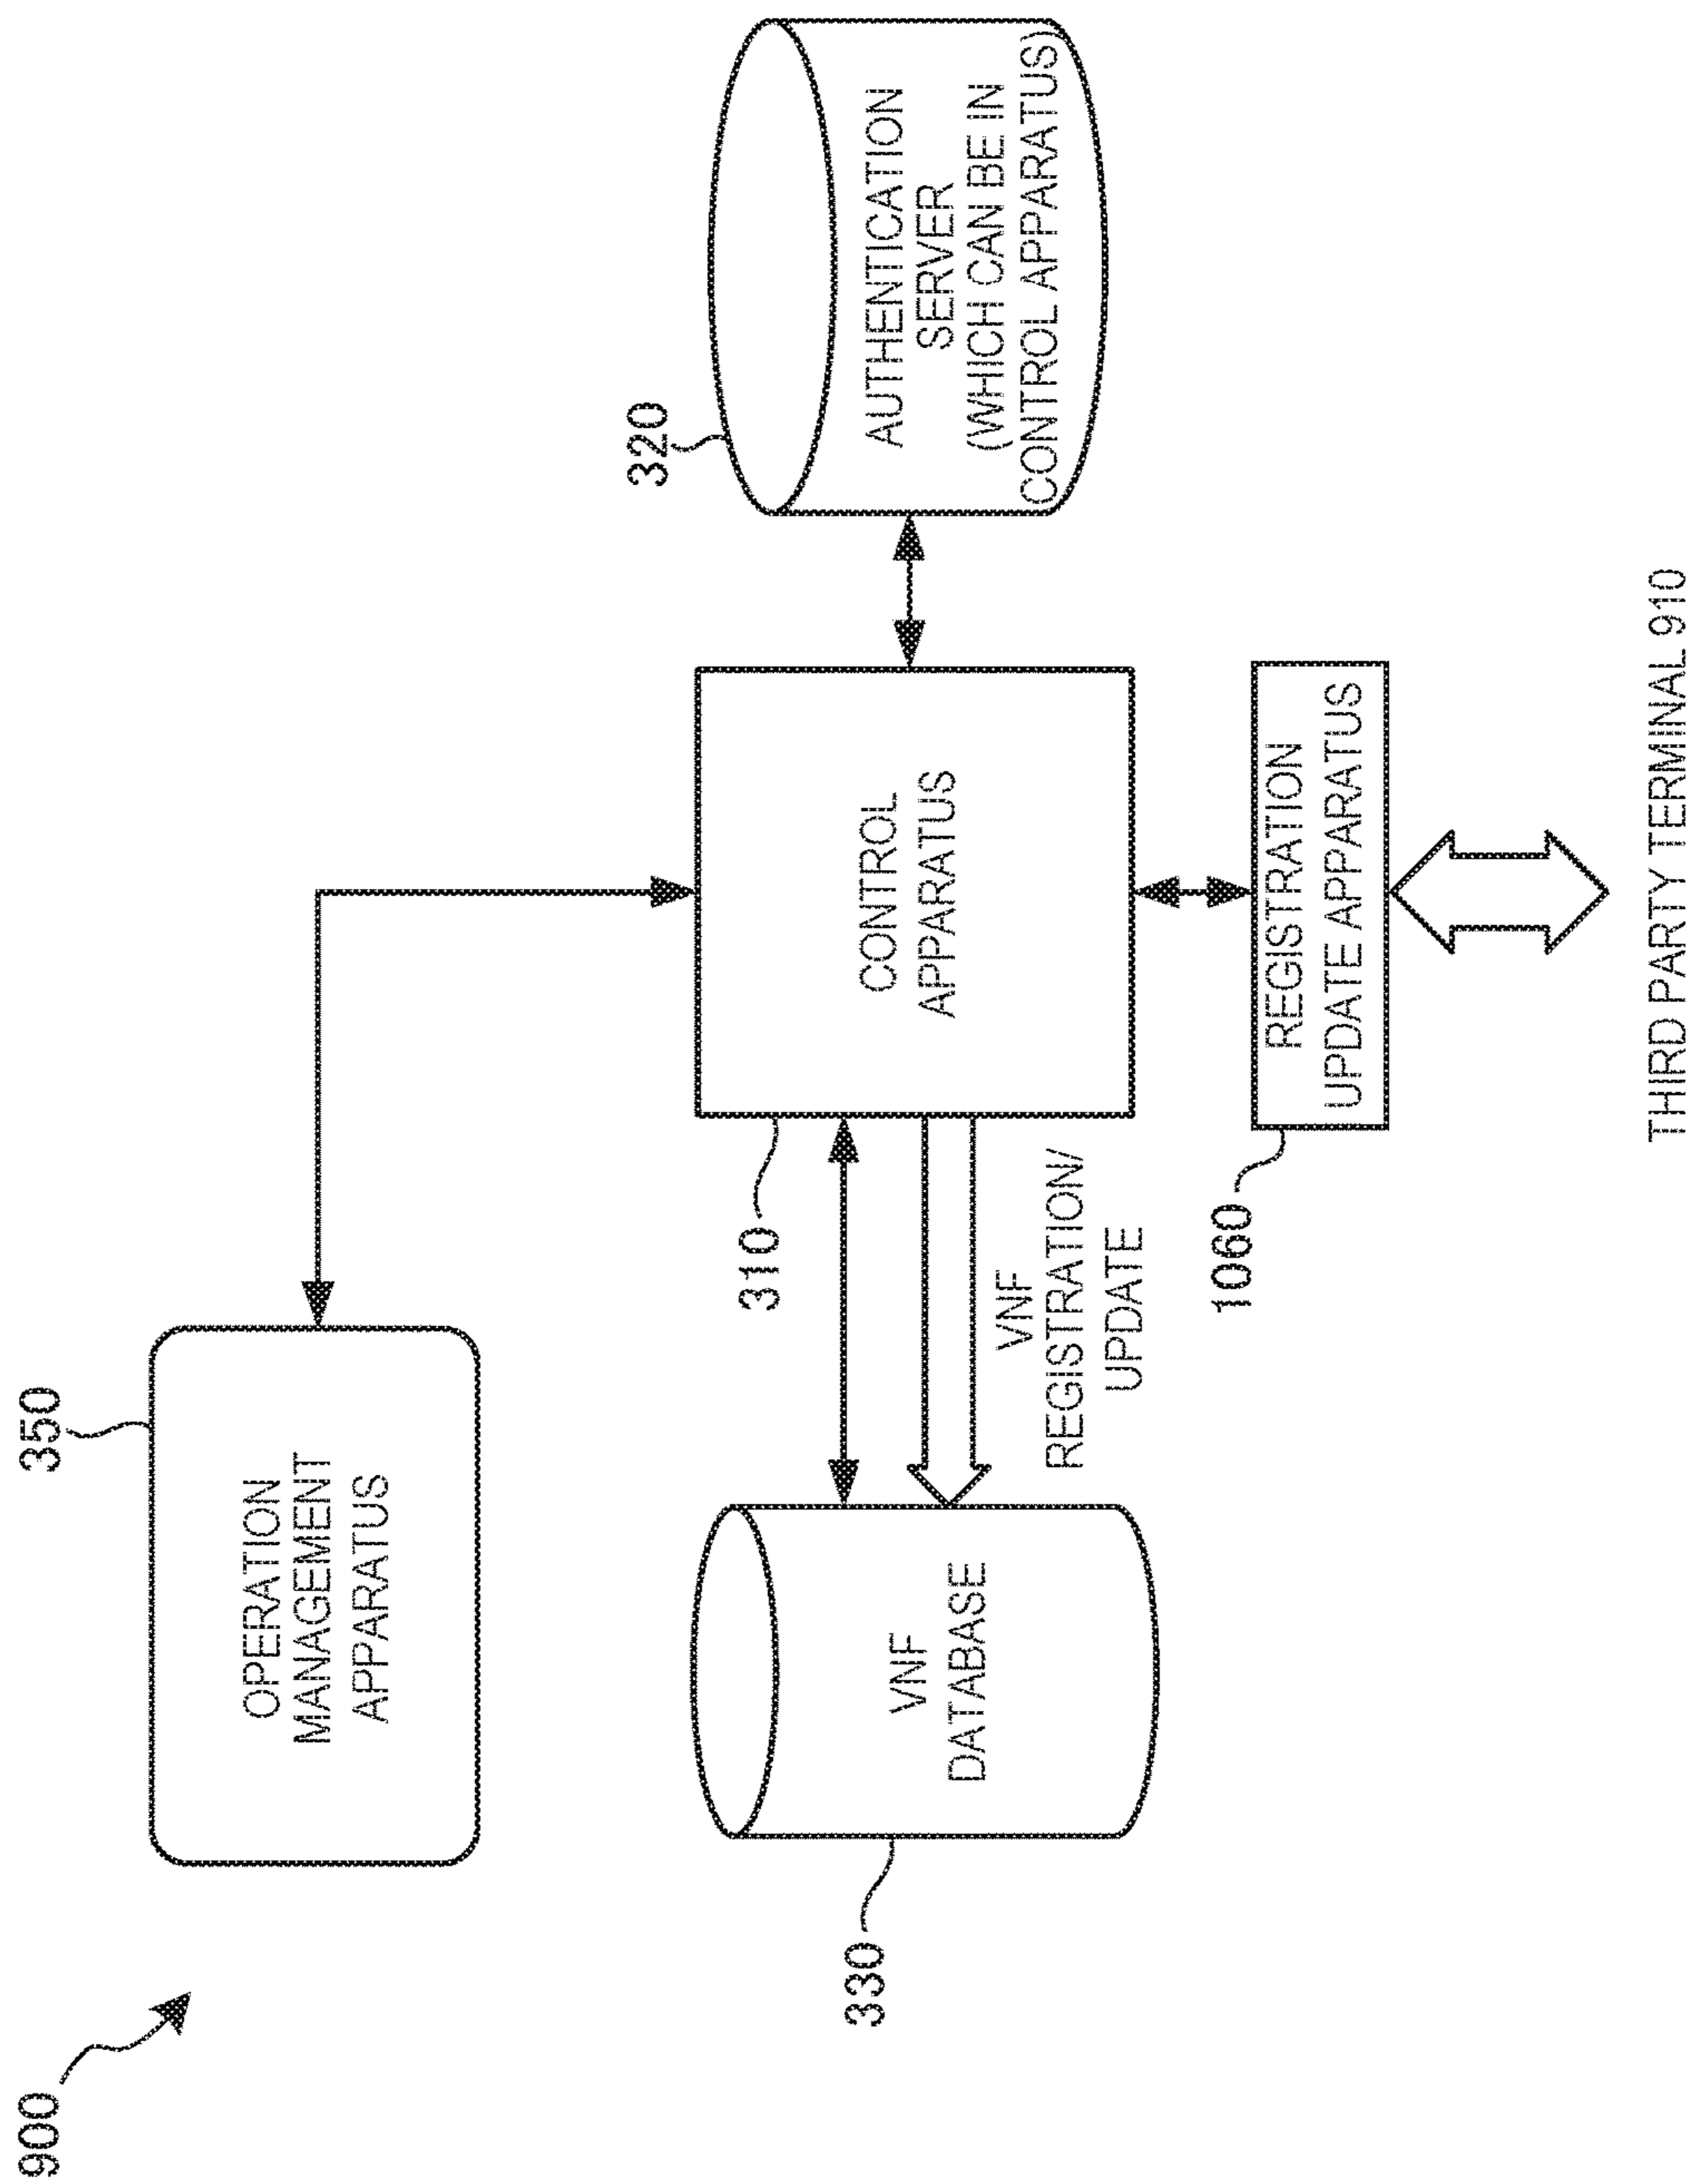 900
350
OPERATION
MANAGEMENT
APPARATUS
320
AUTHENTICATION
SERVER
(WHICH CAN BE IN
CONTROL APPARATUS)
330
VNF
DATABASE
310
CONTROL
APPARATUS
VNF
REGISTRATION/
UPDATE
1060
REGISTRATION
UPDATE APPARATUS
THIRD PARTY TERMINAL 910